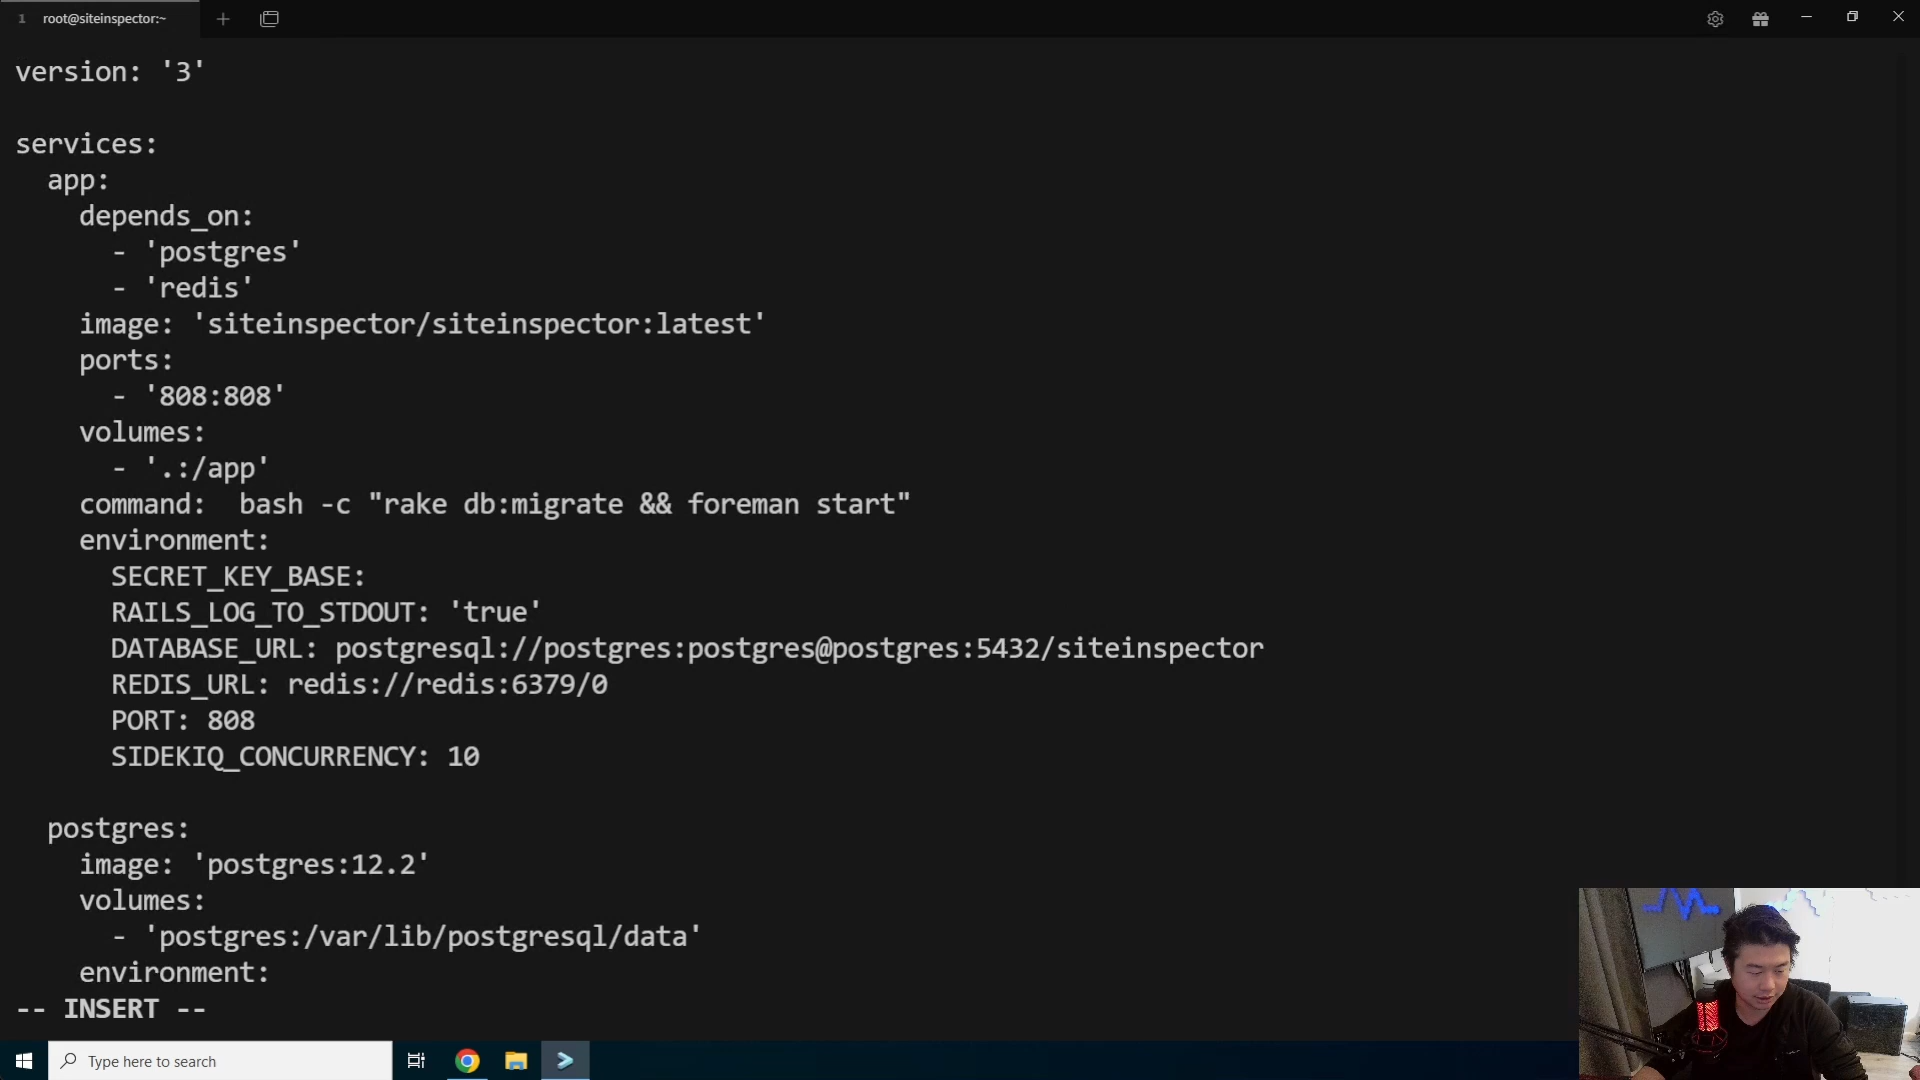 1 root@siteinspector:~
version: '3'
services:
app:
depends_on:
- 'postgres'
- 'redis'
image: 'siteinspector/siteinspector:latest'
ports:
- '808:808'
volumes:
- '.:/app'
command:  bash -c "rake db:migrate && foreman start"
environment:
SECRET_KEY_BASE:
RAILS_LOG_TO_STDOUT: 'true'
DATABASE_URL: postgresql://postgres:postgres@postgres:5432/siteinspector
REDIS_URL: redis://redis:6379/0
PORT: 808
SIDEKIQ_CONCURRENCY: 10
postgres:
image: 'postgres:12.2'
volumes:
- 'postgres:/var/lib/postgresql/data'
environment:
-- INSERT --
Type here to search